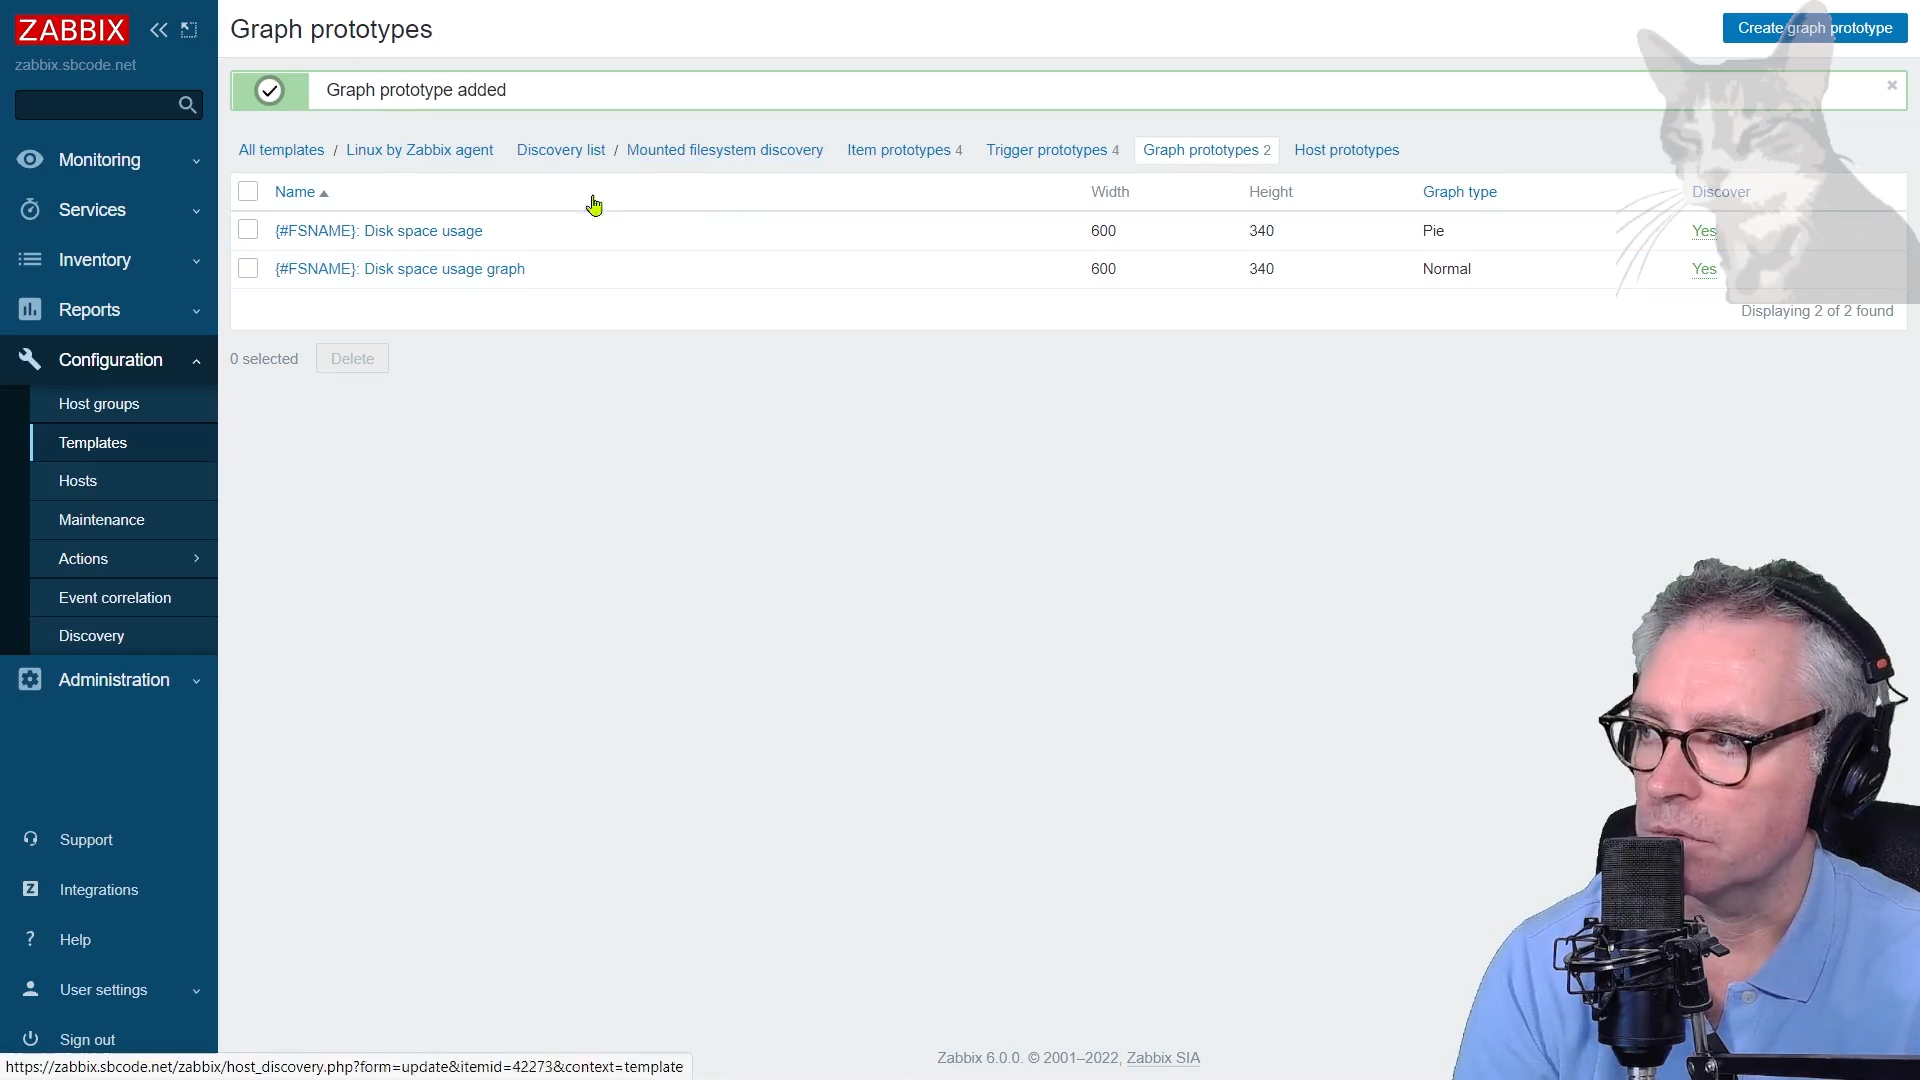 ZABBIX
zabbix.sbcode.net
Monitoring
Services
Inventory
Reports
Configuration
Host groups
Templates
Hosts
Maintenance
Actions
Event correlation
Discovery
Administration
Support
Z Integrations
? Help
User settings
Sign out
Graph prototypes
Create graph prototype
Graph prototype added
All templates / Linux by Zabbix agent Discovery list / Mounted filesystem discovery Item prototypes 4 Trigger prototypes 4 Graph prototypes 2 Host prototypes
Name Width Height Graph type Discover
{#FSNAME}: Disk space usage 600 340 Pie Yes
{#FSNAME}: Disk space usage graph 600 340 Normal Yes
Displaying 2 of 2 found
0 selected Delete
Zabbix 6.0.0. © 2001–2022, Zabbix SIA
https://zabbix.sbcode.net/zabbix/host_discovery.php?form=update&itemid=42273&context=template